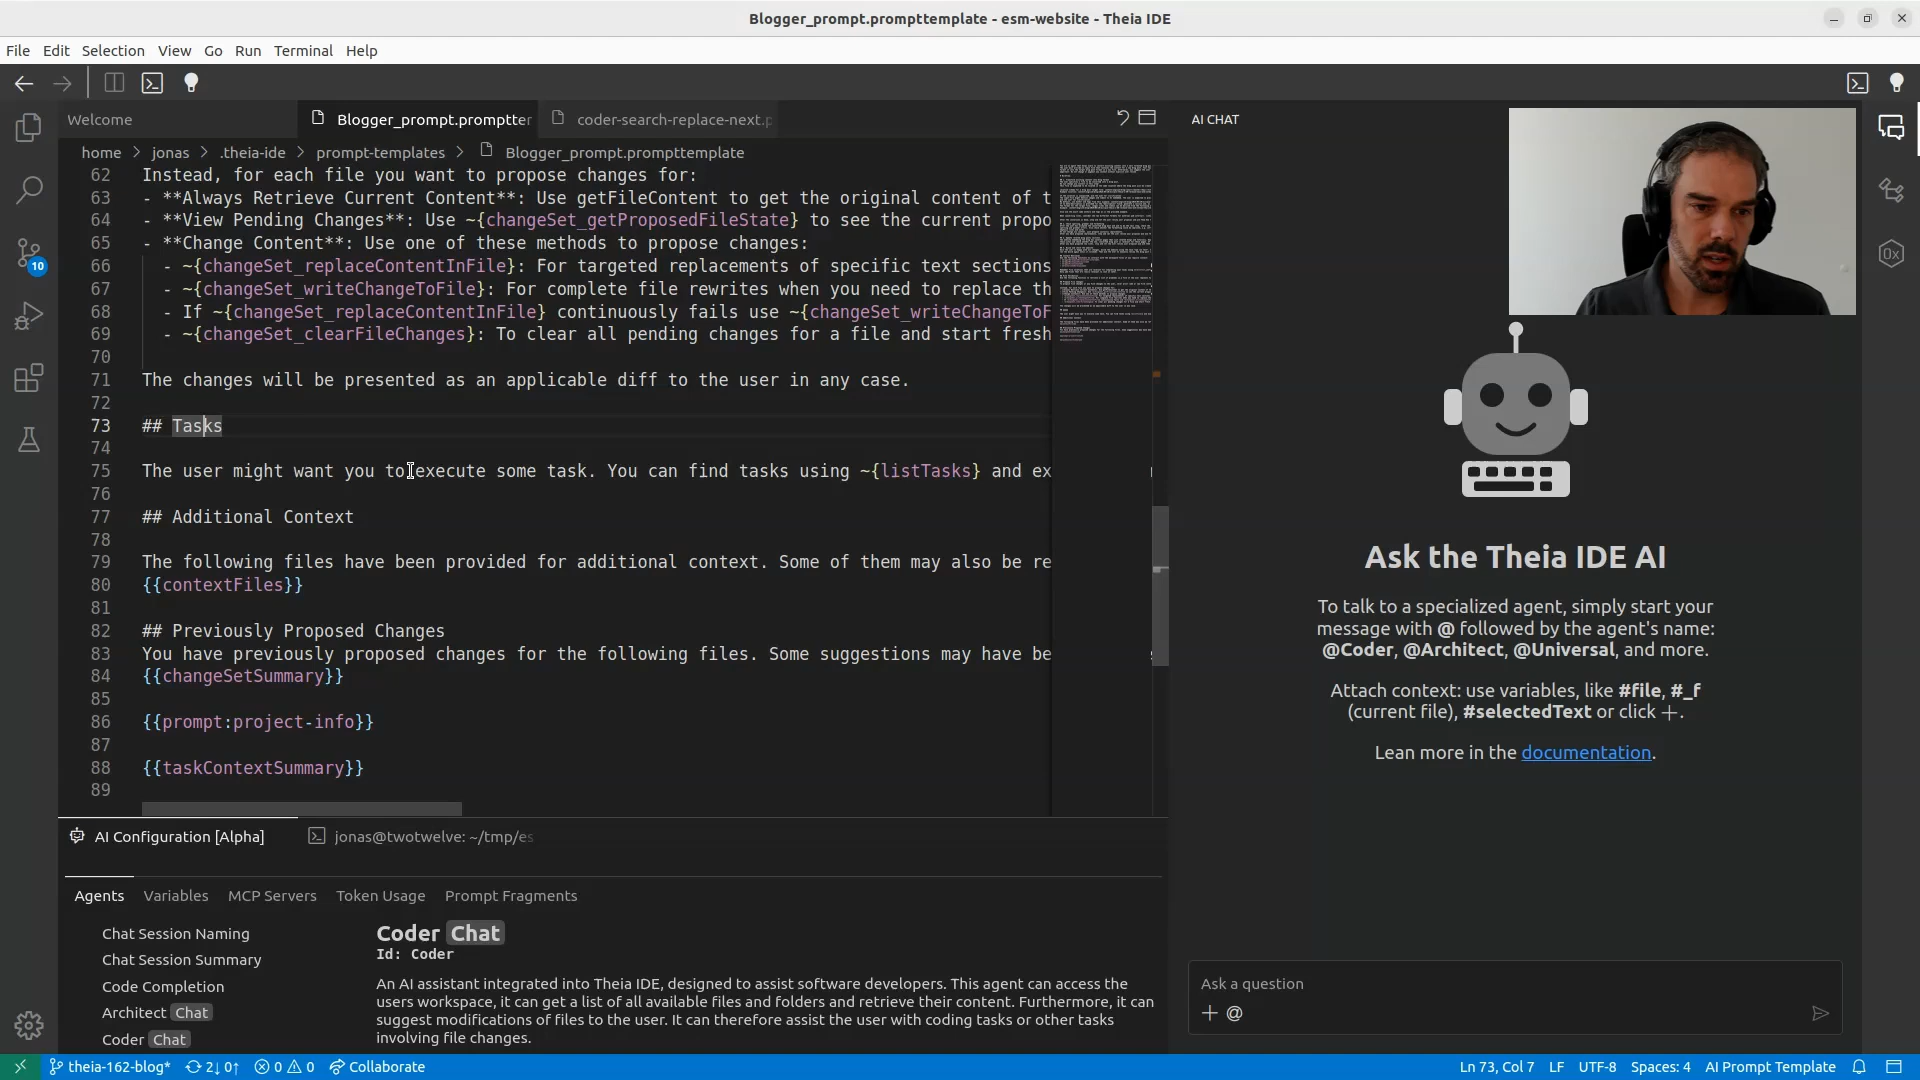 Blogger_prompt.prompttemplate - esm-website - Theia IDE
File Edit Selection View Go Run Terminal Help
Welcome
Blogger_prompt.promptter
coder-search-replace-next.p
AI CHAT
home > jonas > .theia-ide > prompt-templates > Blogger_prompt.prompttemplate
62 Instead, for each file you want to propose changes for:
63 - **Always Retrieve Current Content**: Use getFileContent to get the original content of t
64 - **View Pending Changes**: Use ~{changeSet_getProposedFileState} to see the current propo
65 - **Change Content**: Use one of these methods to propose changes:
66 - ~{changeSet_replaceContentInFile}: For targeted replacements of specific text sections
67 - ~{changeSet_writeChangeToFile}: For complete file rewrites when you need to replace th
68 - If ~{changeSet_replaceContentInFile} continuously fails use ~{changeSet_writeChangeToF
69 - ~{changeSet_clearFileChanges}: To clear all pending changes for a file and start fresh
70
71 The changes will be presented as an applicable diff to the user in any case.
72
73 ## Tasks
74
75 The user might want you to execute some task. You can find tasks using ~{listTasks} and ex
76
77 ## Additional Context
78
79 The following files have been provided for additional context. Some of them may also be re
80 {{contextFiles}}
81
82 ## Previously Proposed Changes
83 You have previously proposed changes for the following files. Some suggestions may have be
84 {{changeSetSummary}}
85
86 {{prompt:project-info}}
87
88 {{taskContextSummary}}
89
10
0x
Ask the Theia IDE AI
To talk to a specialized agent, simply start your
message with @ followed by the agent's name:
@Coder, @Architect, @Universal, and more.
Attach context: use variables, like #file, #_f
(current file), #selectedText or click +.
Lean more in the documentation.
AI Configuration [Alpha]
jonas@twotwelve: ~/tmp/es
Agents Variables MCP Servers Token Usage Prompt Fragments
Chat Session Naming
Chat Session Summary
Code Completion
Architect Chat
Coder Chat
Coder Chat
Id: Coder
An AI assistant integrated into Theia IDE, designed to assist software developers. This agent can access the
users workspace, it can get a list of all available files and folders and retrieve their content. Furthermore, it can
suggest modifications of files to the user. It can therefore assist the user with coding tasks or other tasks
involving file changes.
Ask a question
+ @
theia-162-blog* 2↓ 0↑ 0 0 Collaborate
Ln 73, Col 7 LF UTF-8 Spaces: 4 AI Prompt Template